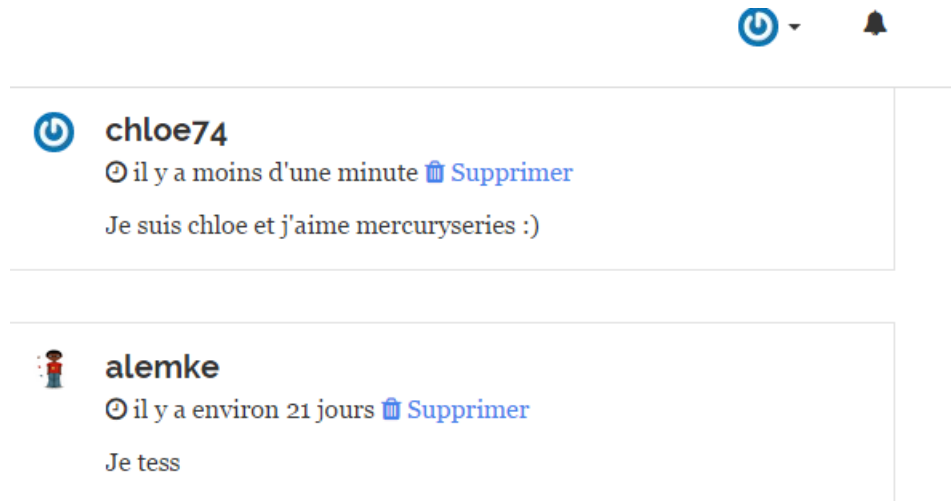 chloe74
il y a moins d'une minute Supprimer
Je suis chloe et j'aime mercuryseries :)
alemke
il y a environ 21 jours Supprimer
Je tess